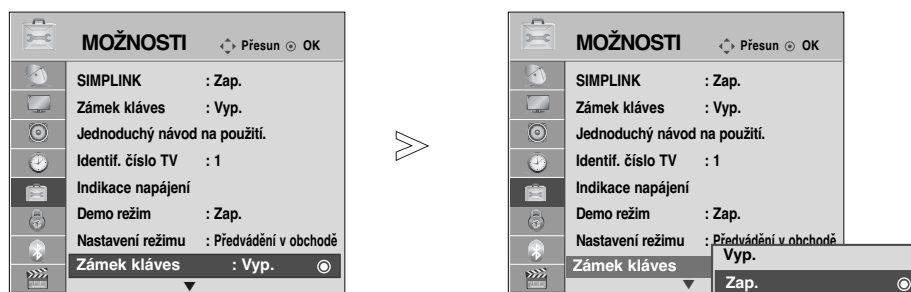 MOŽNOSTI Přesun OK
SIMPLINK : Zap.
Zámek kláves : Vyp.
Jednoduchý návod na použití.
Identif. číslo TV : 1
Indikace napájení
Demo režim : Zap.
Nastavení režimu : Předvádění v obchodě
Zámek kláves : Vyp.
MOŽNOSTI Přesun OK
SIMPLINK : Zap.
Zámek kláves : Vyp.
Jednoduchý návod na použití.
Identif. číslo TV : 1
Indikace napájení
Demo režim : Zap.
Nastavení režimu : Předvádění v obchodě
Zámek kláves
Vyp.
Zap.